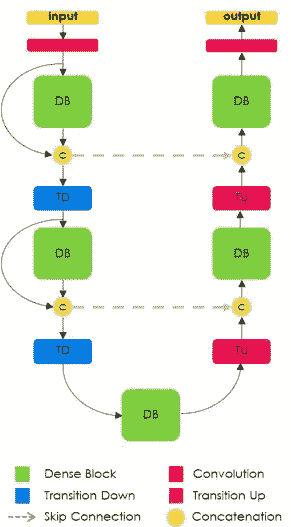 input
output
DB
DB
C
C
TD
TU
DB
DB
C
C
TD
TU
DB
Dense Block
Convolution
Transition Down
Transition Up
Skip Connection
Concatenation